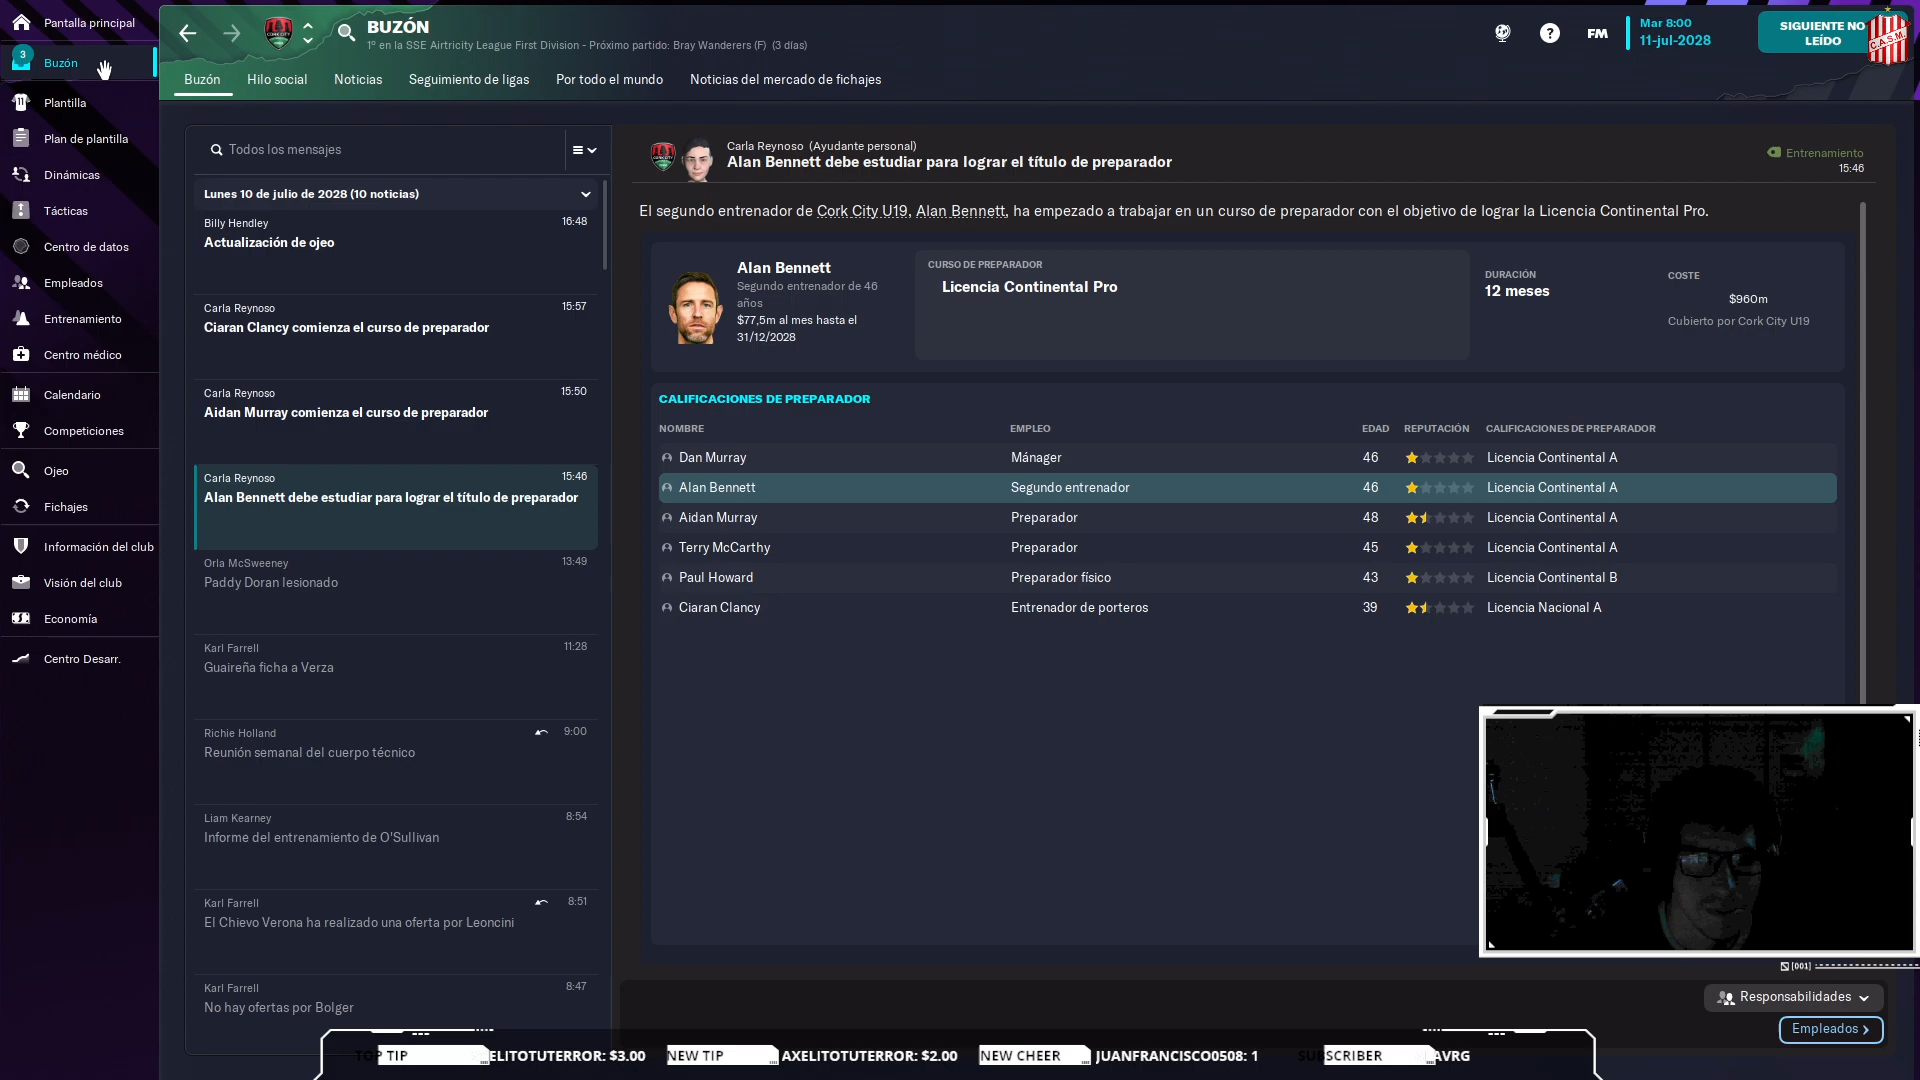 Pantalla principal
3
Buzón
Plantilla
Plan de plantilla
Dinámicas
Tácticas
Centro de datos
Empleados
Entrenamiento
Centro médico
Calendario
Competiciones
Ojeo
Fichajes
Información del club
Visión del club
Economía
Centro Desarr.
BUZÓN
1º en la SSE Airtricity League First Division - Próximo partido: Bray Wanderers (F) (3 días)
FM
Mar 8:00
11-jul-2028
SIGUIENTE NO LEÍDO
C.A.S.M.
Buzón
Hilo social
Noticias
Seguimiento de ligas
Por todo el mundo
Noticias del mercado de fichajes
Todos los mensajes
Lunes 10 de julio de 2028 (10 noticias)
Billy Hendley 16:48
Actualización de ojeo
Carla Reynoso 15:57
Ciaran Clancy comienza el curso de preparador
Carla Reynoso 15:50
Aidan Murray comienza el curso de preparador
Carla Reynoso 15:46
Alan Bennett debe estudiar para lograr el título de preparador
Orla McSweeney 13:49
Paddy Doran lesionado
Karl Farrell 11:28
Guaireña ficha a Verza
Richie Holland 9:00
Reunión semanal del cuerpo técnico
Liam Kearney 8:54
Informe del entrenamiento de O'Sullivan
Karl Farrell 8:51
El Chievo Verona ha realizado una oferta por Leoncini
Karl Farrell 8:47
No hay ofertas por Bolger
Carla Reynoso (Ayudante personal)
Alan Bennett debe estudiar para lograr el título de preparador
Entrenamiento
15:46
El segundo entrenador de Cork City U19, Alan Bennett, ha empezado a trabajar en un curso de preparador con el objetivo de lograr la Licencia Continental Pro.
Alan Bennett
Segundo entrenador de 46 años
$77,5m al mes hasta el 31/12/2028
CURSO DE PREPARADOR
Licencia Continental Pro
DURACIÓN
12 meses
COSTE
$960m
Cubierto por Cork City U19
CALIFICACIONES DE PREPARADOR
NOMBRE EMPLEO EDAD REPUTACIÓN CALIFICACIONES DE PREPARADOR
Dan Murray Mánager 46 Licencia Continental A
Alan Bennett Segundo entrenador 46 Licencia Continental A
Aidan Murray Preparador 48 Licencia Continental A
Terry McCarthy Preparador 45 Licencia Continental A
Paul Howard Preparador físico 43 Licencia Continental B
Ciaran Clancy Entrenador de porteros 39 Licencia Nacional A
[001]
Responsabilidades
Empleados
TOP TIP ELITOTUTERROR: $3.00 NEW TIP AXELITOTUTERROR: $2.00 NEW CHEER JUANFRANCISCO0508: 1 SUBSCRIBER AVRG